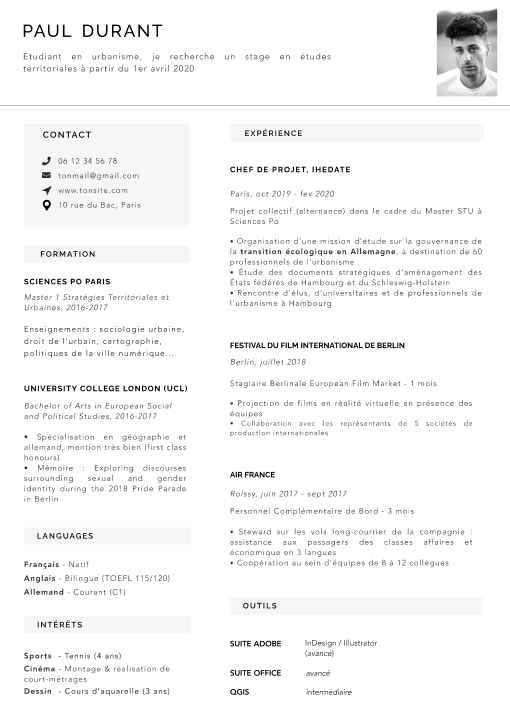 PAUL DURANT
Etudiant en urbanisme, je recherche un stage en études
territoriales à partir du 1er avril 2020
CONTACT
06 12 34 56 78
tonmail@gmail.com
www.tonsite.com
10 rue du Bac, Paris
FORMATION
SCIENCES PO PARIS
Master 1 Stratégies Territoriales et
Urbaines, 2016-2017
Enseignements : sociologie urbaine,
droit de l'urbain, cartographie,
politiques de la ville numérique...
UNIVERSITY COLLEGE LONDON (UCL)
Bachelor of Arts in European Social
and Political Studies, 2016-2017
• Spécialisation en géographie et
allemand, mention très bien (first class
honours)
• Mémoire : Exploring discourses
surrounding sexual and gender
identity during the 2018 Pride Parade
in Berlin
LANGUAGES
Français - Natif
Anglais - Bilingue (TOEFL 115/120)
Allemand - Courant (C1)
INTÉRÊTS
Sports - Tennis (4 ans)
Cinéma - Montage & réalisation de
court-métrages
Dessin - Cours d'aquarelle (3 ans)
EXPÉRIENCE
CHEF DE PROJET, IHEDATE
Paris, oct 2019 - fev 2020
Projet collectif (alternance) dans le cadre du Master STU à
Sciences Po
• Organisation d'une mission d'étude sur la gouvernance de
la transition écologique en Allemagne, à destination de 60
professionnels de l'urbanisme
• Étude des documents stratégiques d'aménagement des
États fédérés de Hambourg et du Schleswig-Holstein
• Rencontre d'élus, d'universitaires et de professionnels de
l'urbanisme à Hambourg
FESTIVAL DU FILM INTERNATIONAL DE BERLIN
Berlin, juillet 2018
Stagiaire Berlinale European Film Market - 1 mois
• Projection de films en réalité virtuelle en présence des
équipes
• Collaboration avec les représentants de 5 sociétés de
production internationales
AIR FRANCE
Roissy, juin 2017 - sept 2017
Personnel Complémentaire de Bord - 3 mois
• Steward sur les vols long-courrier de la compagnie :
assistance aux passagers des classes affaires et
économique en 3 langues
• Coopération au sein d'équipes de 8 à 12 collègues
OUTILS
SUITE ADOBE InDesign / Illustrator
(avancé)
SUITE OFFICE avancé
QGIS intermédiaire